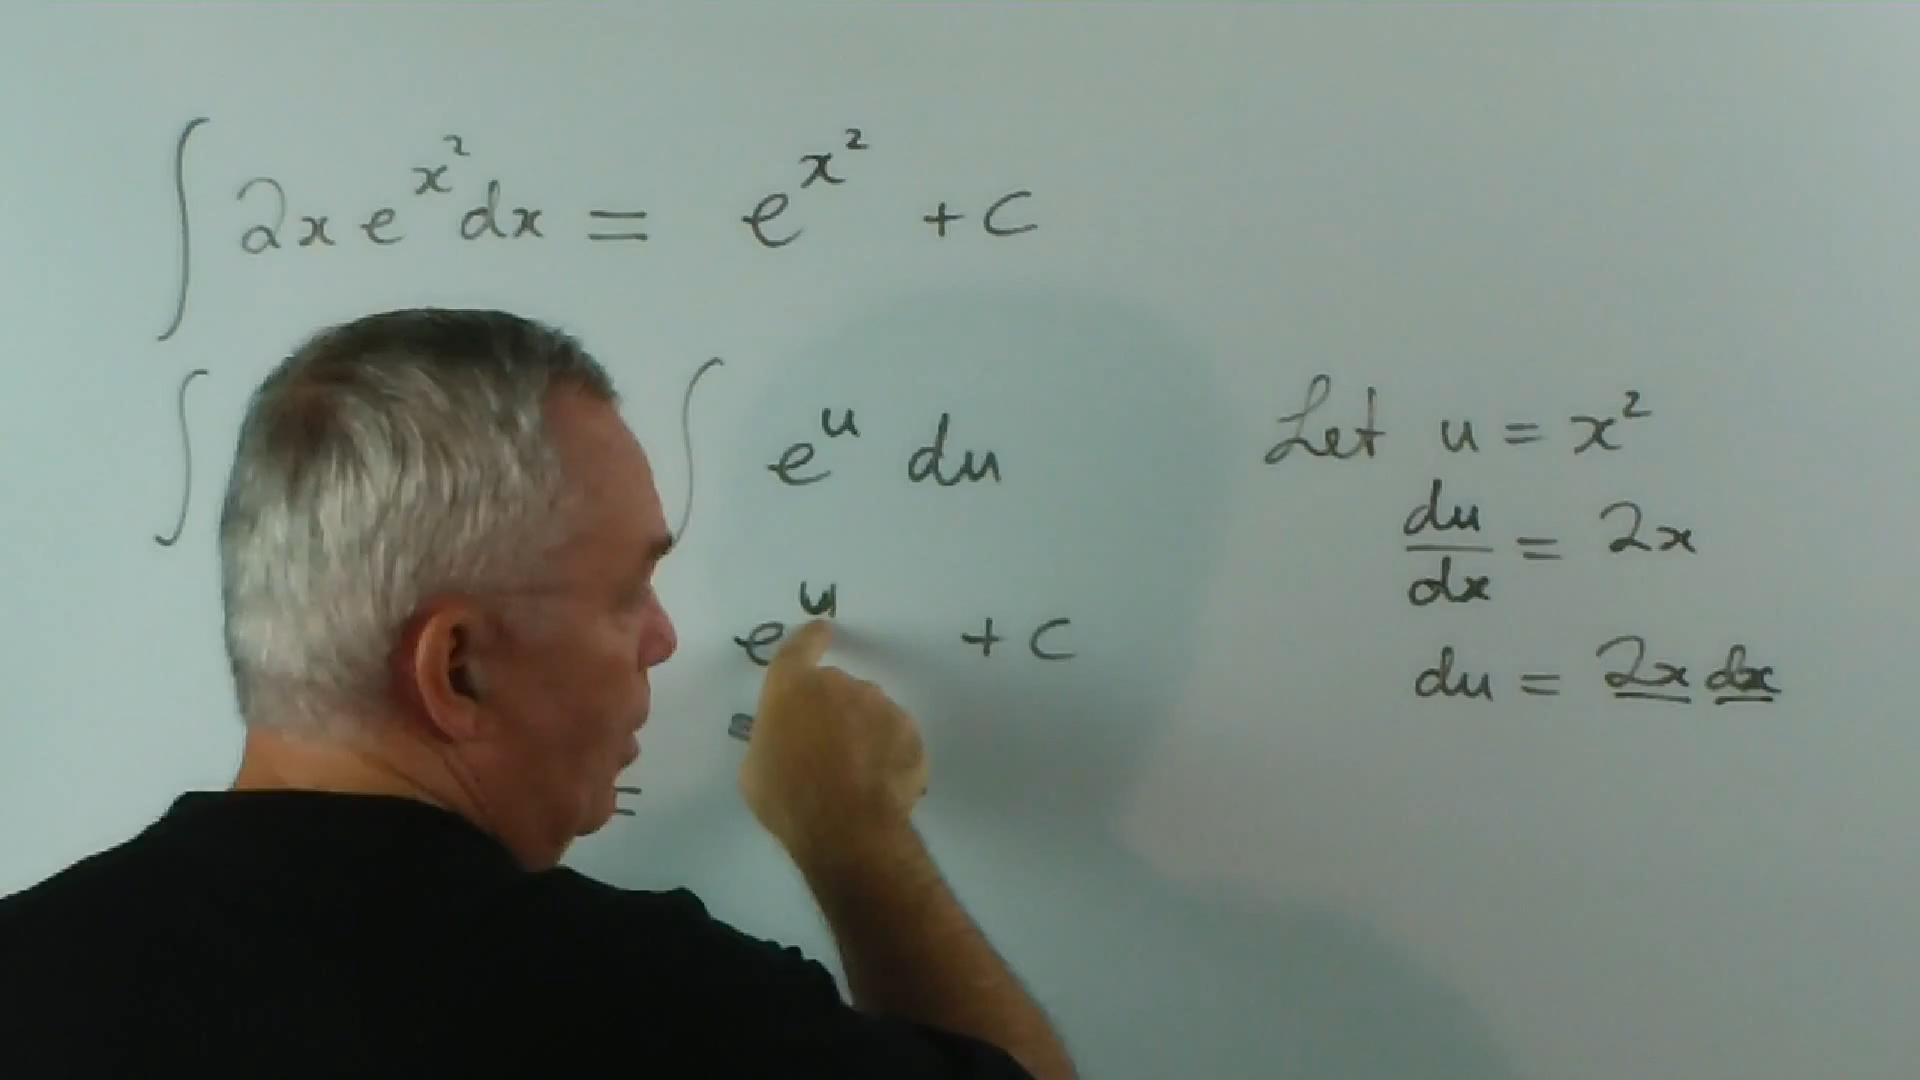 ∫ 2x e^x² dx = e^x² + C
∫ ∫ e^u du
e^u + C
=
=
Let u = x²
du/dx = 2x
du = 2x dx